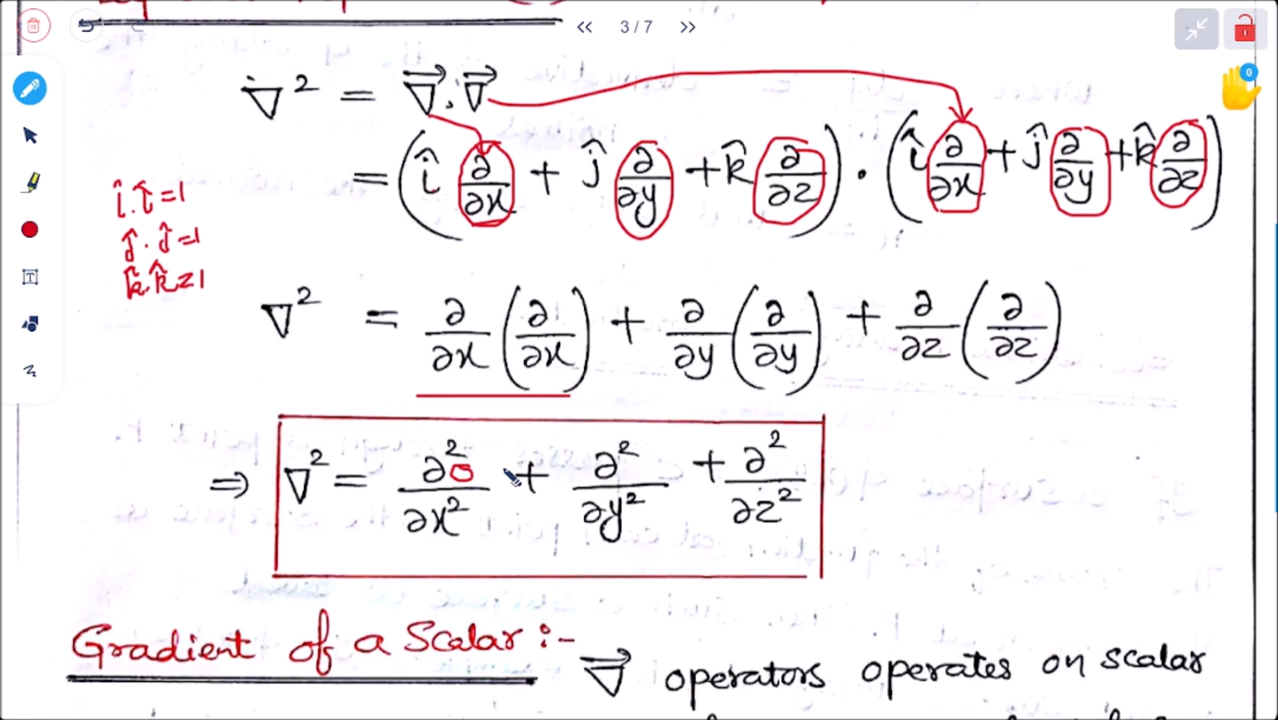 << 3/7 >>
0
∇² = ∇⃗.∇⃗
= (î ∂/∂x + ĵ ∂/∂y + k̂ ∂/∂z) · (î ∂/∂x + ĵ ∂/∂y + k̂ ∂/∂z)
î.î=1
ĵ.ĵ=1
k̂.k̂=1
∇² = ∂/∂x (∂/∂x) + ∂/∂y (∂/∂y) + ∂/∂z (∂/∂z)
⇒ ∇² = ∂²/∂x² + ∂²/∂y² + ∂²/∂z²
Gradient of a Scalar :-
∇⃗ operators operates on scalar